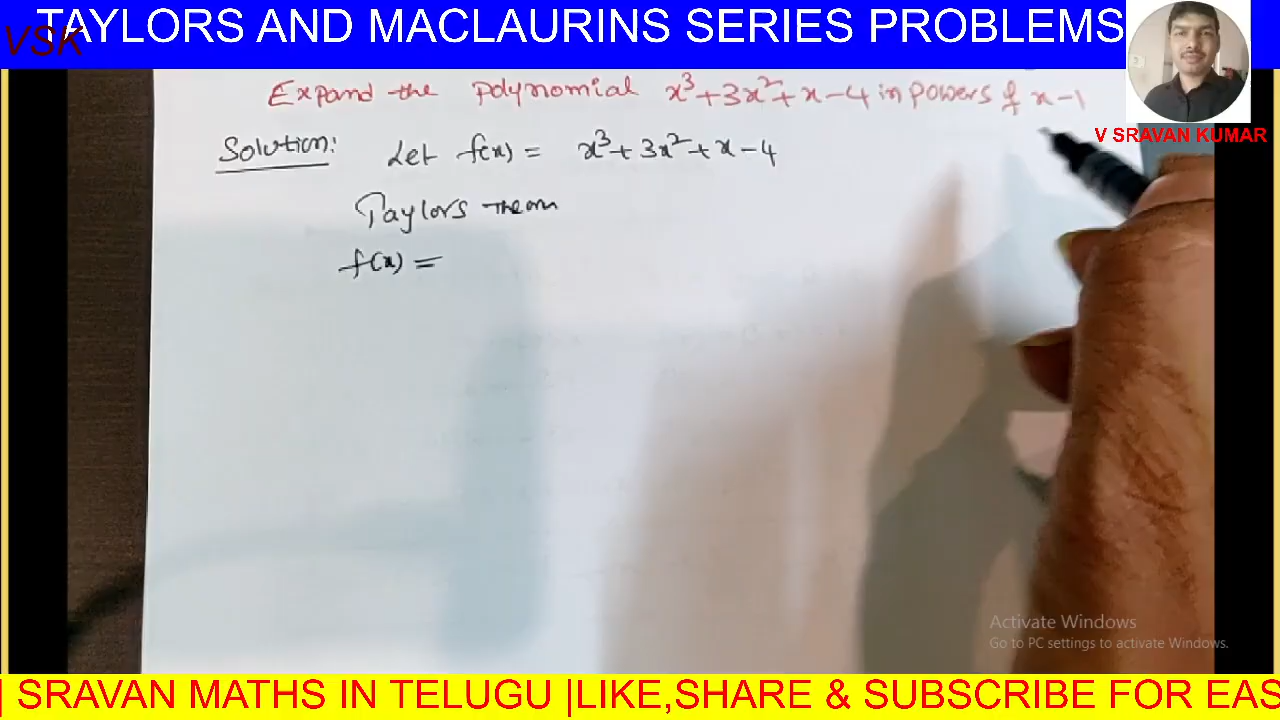 TAYLORS AND MACLAURINS SERIES PROBLEMS
VSK
Expand the polynomial x³+3x²+x-4 in powers of x-1
V SRAVAN KUMAR
Solution: Let f(x) = x³+3x²+x-4
Taylors Theorm
f(x) =
Activate Windows
Go to PC settings to activate Windows.
| SRAVAN MATHS IN TELUGU |LIKE,SHARE & SUBSCRIBE FOR EAS